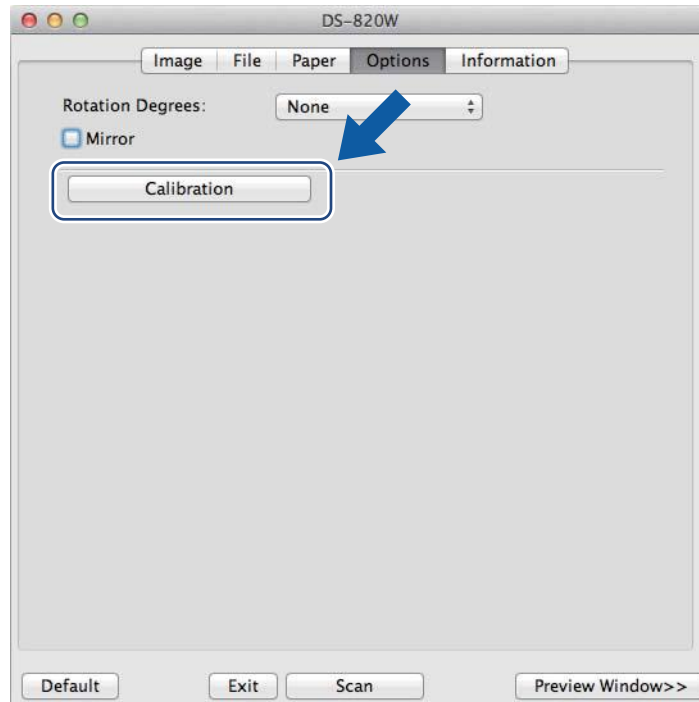 DS-820W
Image File Paper Options Information
Rotation Degrees: None
Mirror
Calibration
Default Exit Scan Preview Window>>